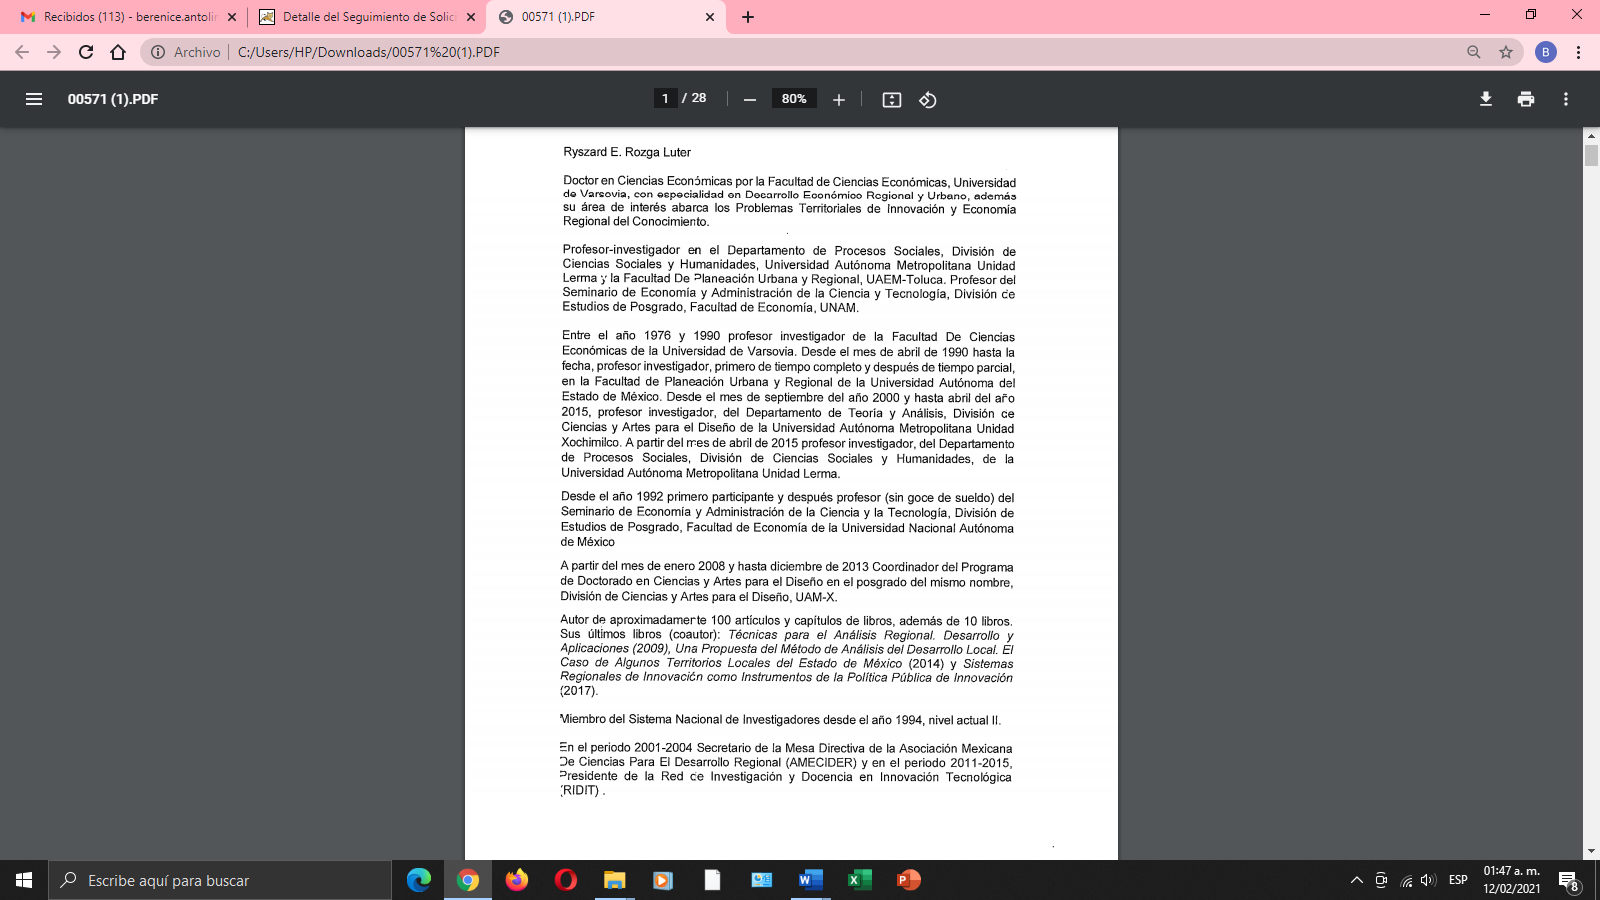 Recibidos (113) - berenice.antolin
Detalle del Seguimiento de Solici
00571 (1).PDF
Archivo
C:/Users/HP/Downloads/00571%20(1).PDF
B
00571 (1).PDF
1 / 28
80%
Ryszard E. Rozga Luter
Doctor en Ciencias Económicas por la Facultad de Ciencias Económicas, Universidad
de Varsovia, con especialidad en Desarrollo Económico Regional y Urbano, además
su área de interés abarca los Problemas Territoriales de Innovación y Economía
Regional del Conocimiento.
Profesor-investigador en el Departamento de Procesos Sociales, División de
Ciencias Sociales y Humanidades, Universidad Autónoma Metropolitana Unidad
Lerma y la Facultad De Planeación Urbana y Regional, UAEM-Toluca. Profesor del
Seminario de Economía y Administración de la Ciencia y Tecnología, División de
Estudios de Posgrado, Facultad de Economía, UNAM.
Entre el año 1976 y 1990 profesor investigador de la Facultad De Ciencias
Económicas de la Universidad de Varsovia. Desde el mes de abril de 1990 hasta la
fecha, profesor investigador, primero de tiempo completo y después de tiempo parcial,
en la Facultad de Planeación Urbana y Regional de la Universidad Autónoma del
Estado de México. Desde el mes de septiembre del año 2000 y hasta abril del año
2015, profesor investigador, del Departamento de Teoría y Análisis, División de
Ciencias y Artes para el Diseño de la Universidad Autónoma Metropolitana Unidad
Xochimilco. A partir del mes de abril de 2015 profesor investigador, del Departamento
de Procesos Sociales, División de Ciencias Sociales y Humanidades, de la
Universidad Autónoma Metropolitana Unidad Lerma.
Desde el año 1992 primero participante y después profesor (sin goce de sueldo) del
Seminario de Economía y Administración de la Ciencia y la Tecnología, División de
Estudios de Posgrado, Facultad de Economía de la Universidad Nacional Autónoma
de México
A partir del mes de enero 2008 y hasta diciembre de 2013 Coordinador del Programa
de Doctorado en Ciencias y Artes para el Diseño en el posgrado del mismo nombre,
División de Ciencias y Artes para el Diseño, UAM-X.
Autor de aproximadamente 100 artículos y capítulos de libros, además de 10 libros.
Sus últimos libros (coautor): Técnicas para el Análisis Regional. Desarrollo y
Aplicaciones (2009), Una Propuesta del Método de Análisis del Desarrollo Local. El
Caso de Algunos Territorios Locales del Estado de México (2014) y Sistemas
Regionales de Innovación como Instrumentos de la Política Pública de Innovación
(2017).
Miembro del Sistema Nacional de Investigadores desde el año 1994, nivel actual II.
En el periodo 2001-2004 Secretario de la Mesa Directiva de la Asociación Mexicana
De Ciencias Para El Desarrollo Regional (AMECIDER) y en el periodo 2011-2015,
Presidente de la Red de Investigación y Docencia en Innovación Tecnológica
(RIDIT) .
Escribe aquí para buscar
ESP
01:47 a. m.
12/02/2021
8